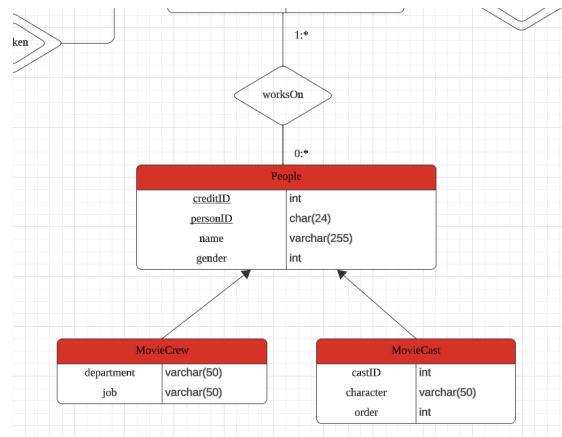 ken
1:*
worksOn
0:*
People
creditID int
personID char(24)
name varchar(255)
gender int
MovieCrew
department varchar(50)
job varchar(50)
MovieCast
castID int
character varchar(50)
order int